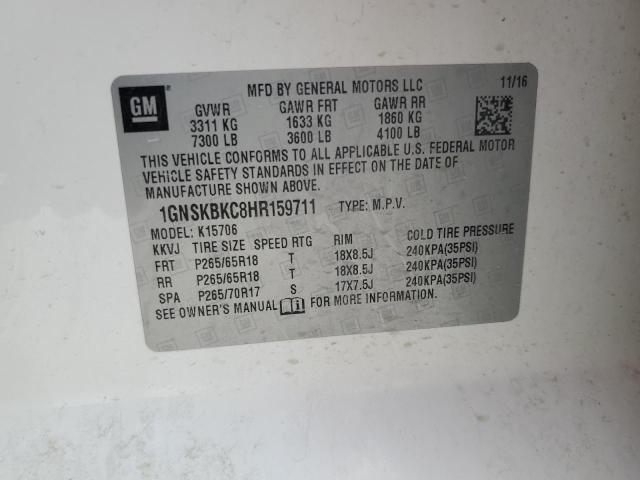 GM
MFD BY GENERAL MOTORS LLC 11/16
GVWR GAWR FRT GAWR RR
3311 KG 1633 KG 1860 KG
7300 LB 3600 LB 4100 LB
THIS VEHICLE CONFORMS TO ALL APPLICABLE U.S. FEDERAL MOTOR
VEHICLE SAFETY STANDARDS IN EFFECT ON THE DATE OF
MANUFACTURE SHOWN ABOVE.
1GNSKBKC8HR159711 TYPE: M.P.V.
MODEL: K15706
KKVJ TIRE SIZE SPEED RTG RIM COLD TIRE PRESSURE
FRT P265/65R18 T 18X8.5J 240KPA(35PSI)
RR P265/65R18 T 18X8.5J 240KPA(35PSI)
SPA P265/70R17 S 17X7.5J 240KPA(35PSI)
SEE OWNER'S MANUAL FOR MORE INFORMATION.